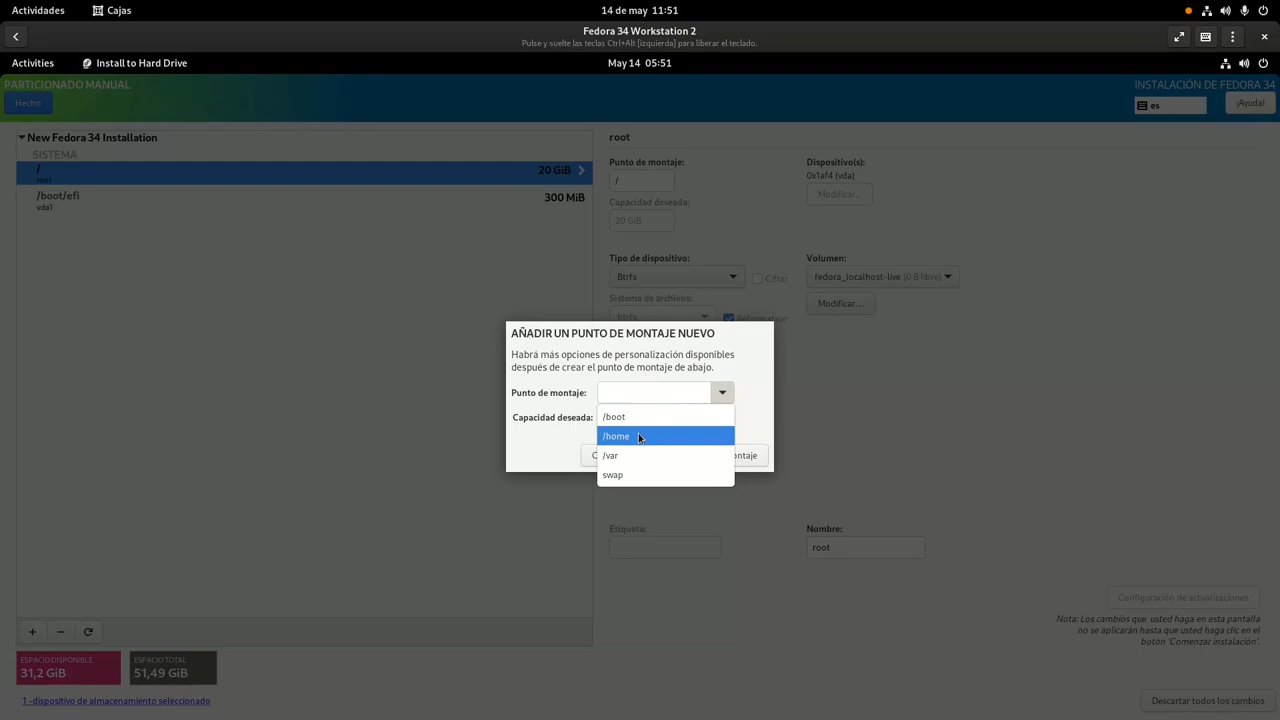 Actividades
Cajas
14 de may 11:51
Fedora 34 Workstation 2
Pulse y suelte las teclas Ctrl+Alt [izquierda] para liberar el teclado.
Activities
Install to Hard Drive
May 14 05:51
PARTICIONADO MANUAL
INSTALACIÓN DE FEDORA 34
Hecho
es
¡Ayuda!
New Fedora 34 Installation
SISTEMA
/
20 GiB
root
/boot/efi
300 MiB
vda1
root
Punto de montaje:
/
Capacidad deseada:
20 GiB
Dispositivo(s):
0x1af4 (vda)
Modificar...
Tipo de dispositivo:
Btrfs
Cifrar
Volumen:
fedora_localhost-live (0 B libre)
Modificar...
Sistema de archivos:
btrfs
Reformatear
AÑADIR UN PUNTO DE MONTAJE NUEVO
Habrá más opciones de personalización disponibles
después de crear el punto de montaje de abajo.
Punto de montaje:
Capacidad deseada:
/boot
/home
/var
swap
C
ontaje
Etiqueta:
Nombre:
root
Configuración de actualizaciones
Nota: Los cambios que usted haga en esta pantalla
no se aplicarán hasta que usted haga clic en el
botón 'Comenzar instalación'.
+
−
ESPACIO DISPONIBLE
31,2 GiB
ESPACIO TOTAL
51,49 GiB
1 -dispositivo de almacenamiento seleccionado
Descartar todos los cambios